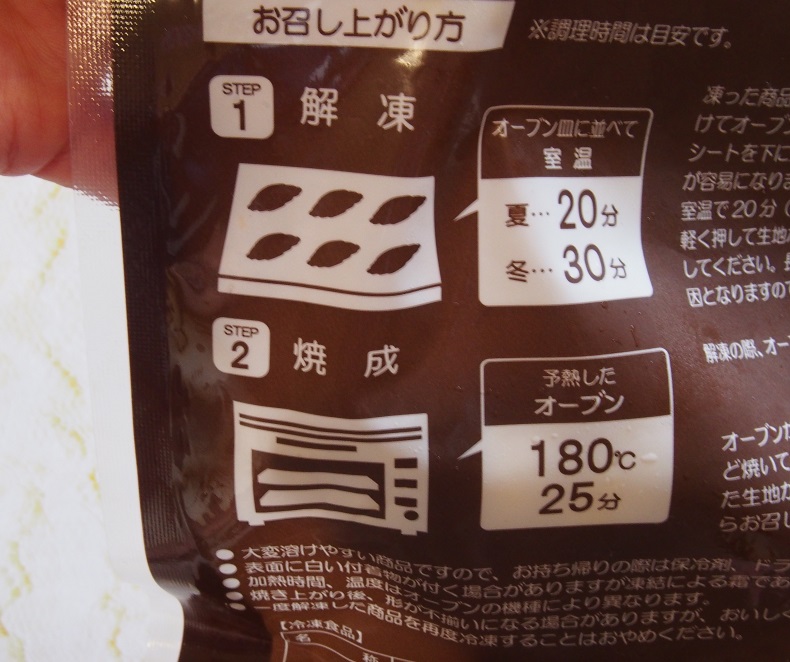 お召し上がり方
※調理時間は目安です。
STEP
1
解凍
オーブン皿に並べて
室温
夏…20分
冬…30分
凍った商品
けてオーブ
シートを下に
が容易になりま
室温で20分（
軽く押して生地
してください。
因となりますので
解凍の際、オー
STEP
2
焼成
予熱した
オーブン
180℃
25分
オーブン
ど焼いて
た生地か
らお召し
●大変溶けやすい商品ですので、お持ち帰りの際は保冷剤、ドラ
●表面に白い付着物が付く場合がありますが凍結による霜であ
●加熱時間、温度はオーブンの機種により異なります。
●焼き上がり後、形が不揃いになる場合がありますが、おいしく
●一度解凍した商品を再度冷凍することはおやめください。
【冷凍食品】
名称